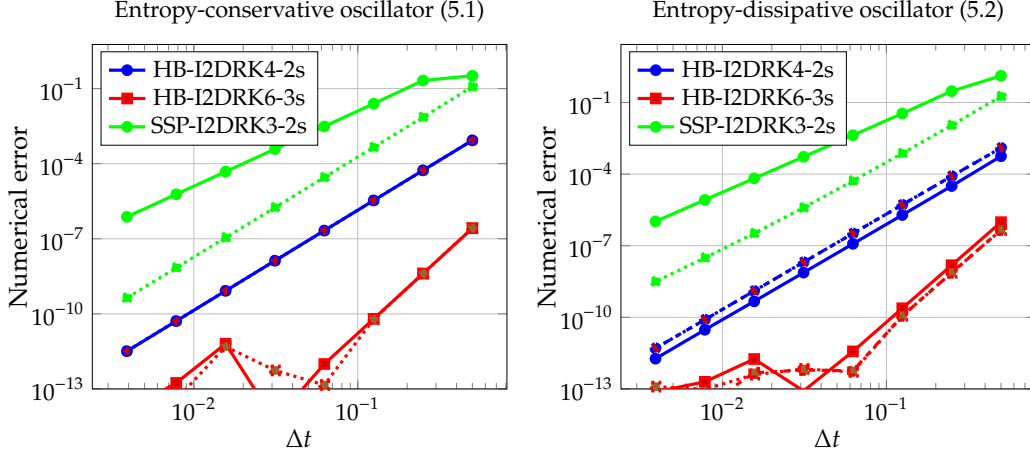 Entropy-conservative oscillator (5.1)
HB-I2DRK4-2s
HB-I2DRK6-3s
SSP-I2DRK3-2s
Numerical error
10^−1
10^−4
10^−7
10^−10
10^−13
10^−2
10^−1
Δt
Entropy-dissipative oscillator (5.2)
HB-I2DRK4-2s
HB-I2DRK6-3s
SSP-I2DRK3-2s
Numerical error
10^−1
10^−4
10^−7
10^−10
10^−13
10^−2
10^−1
Δt